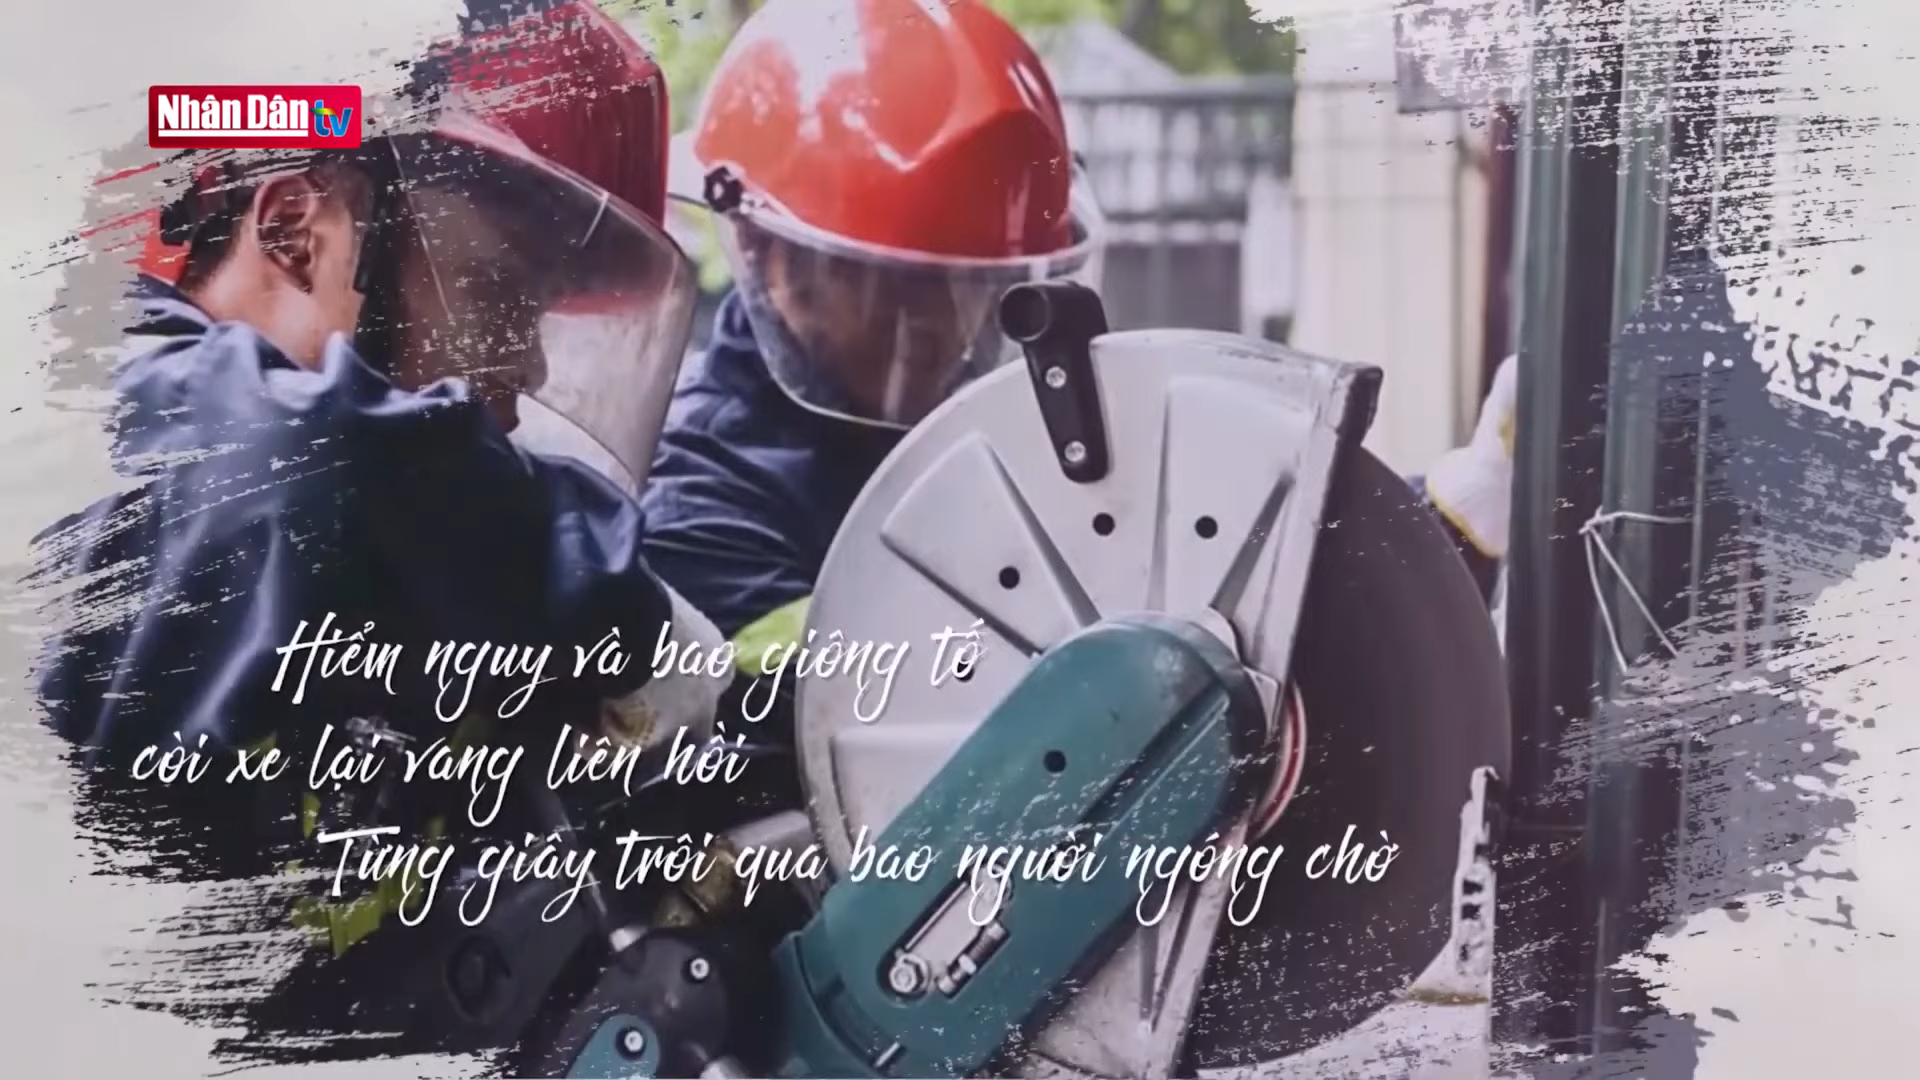 Nhân Dân tv
Hiểm nguy và bao giông tố
còi xe lại vang liên hồi
Từng giây trôi qua bao người ngóng chờ